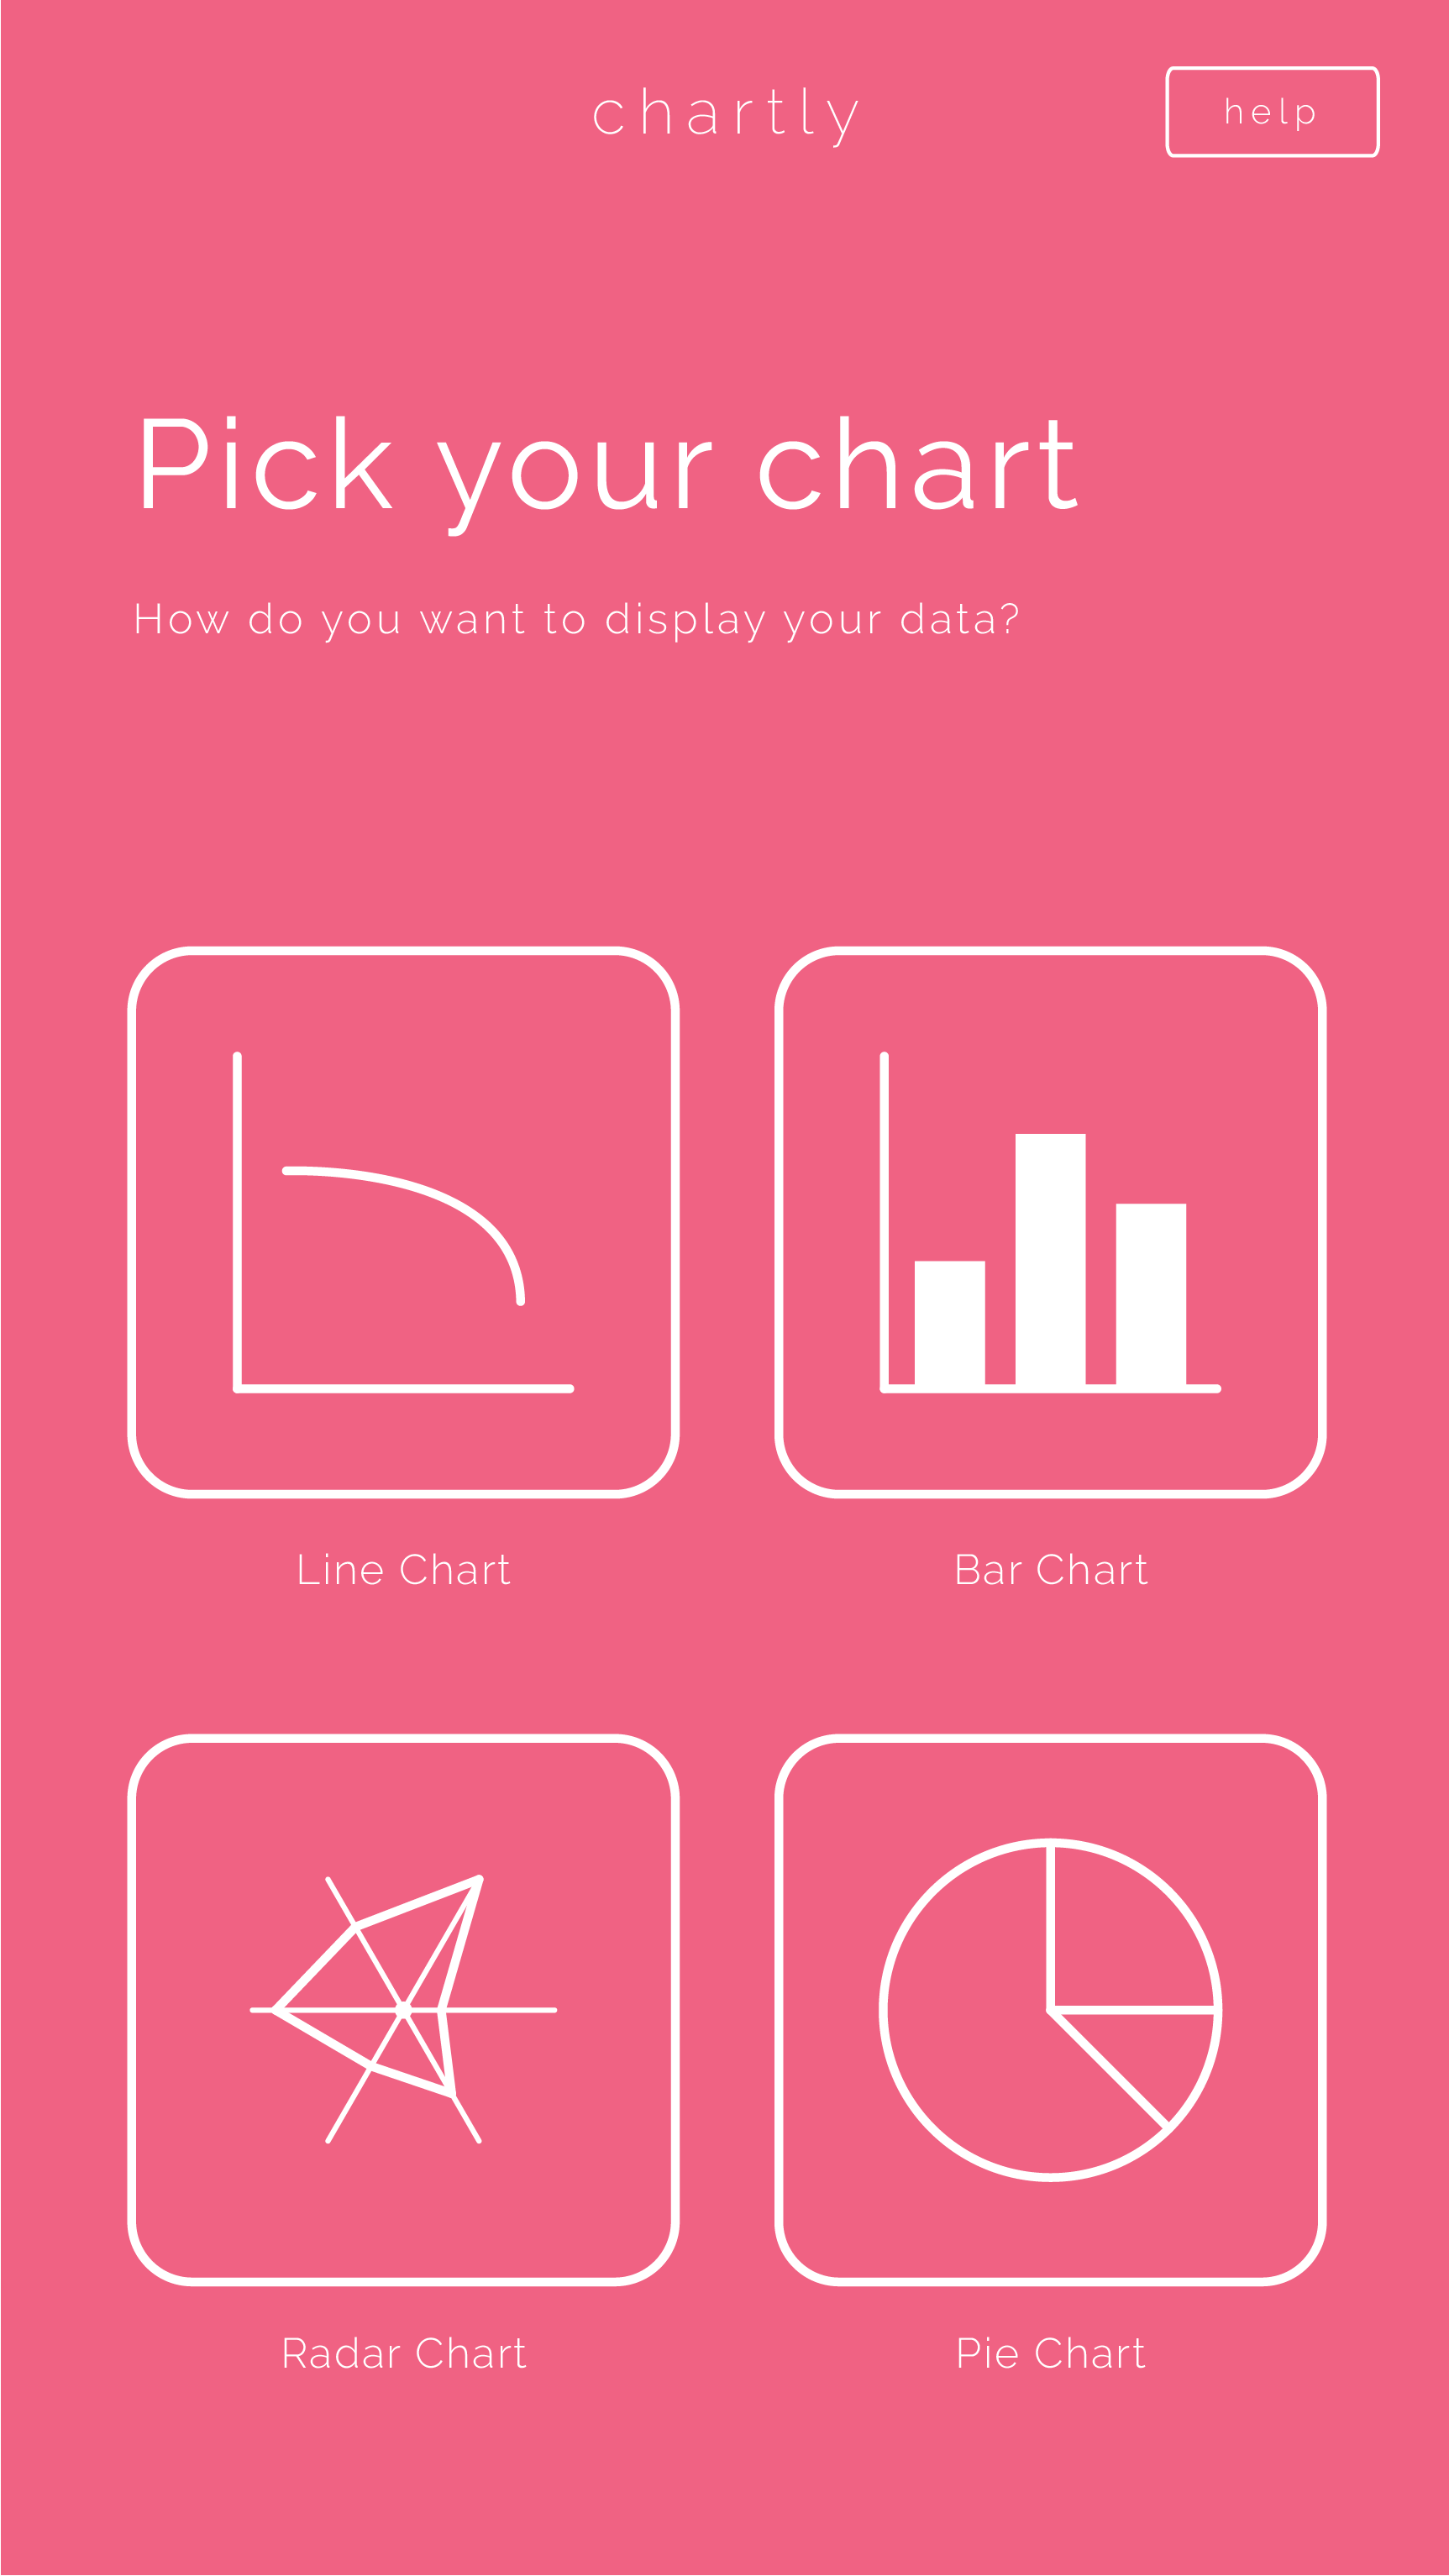 chartly
help
Pick your chart
How do you want to display your data?
Line Chart
Bar Chart
Radar Chart
Pie Chart